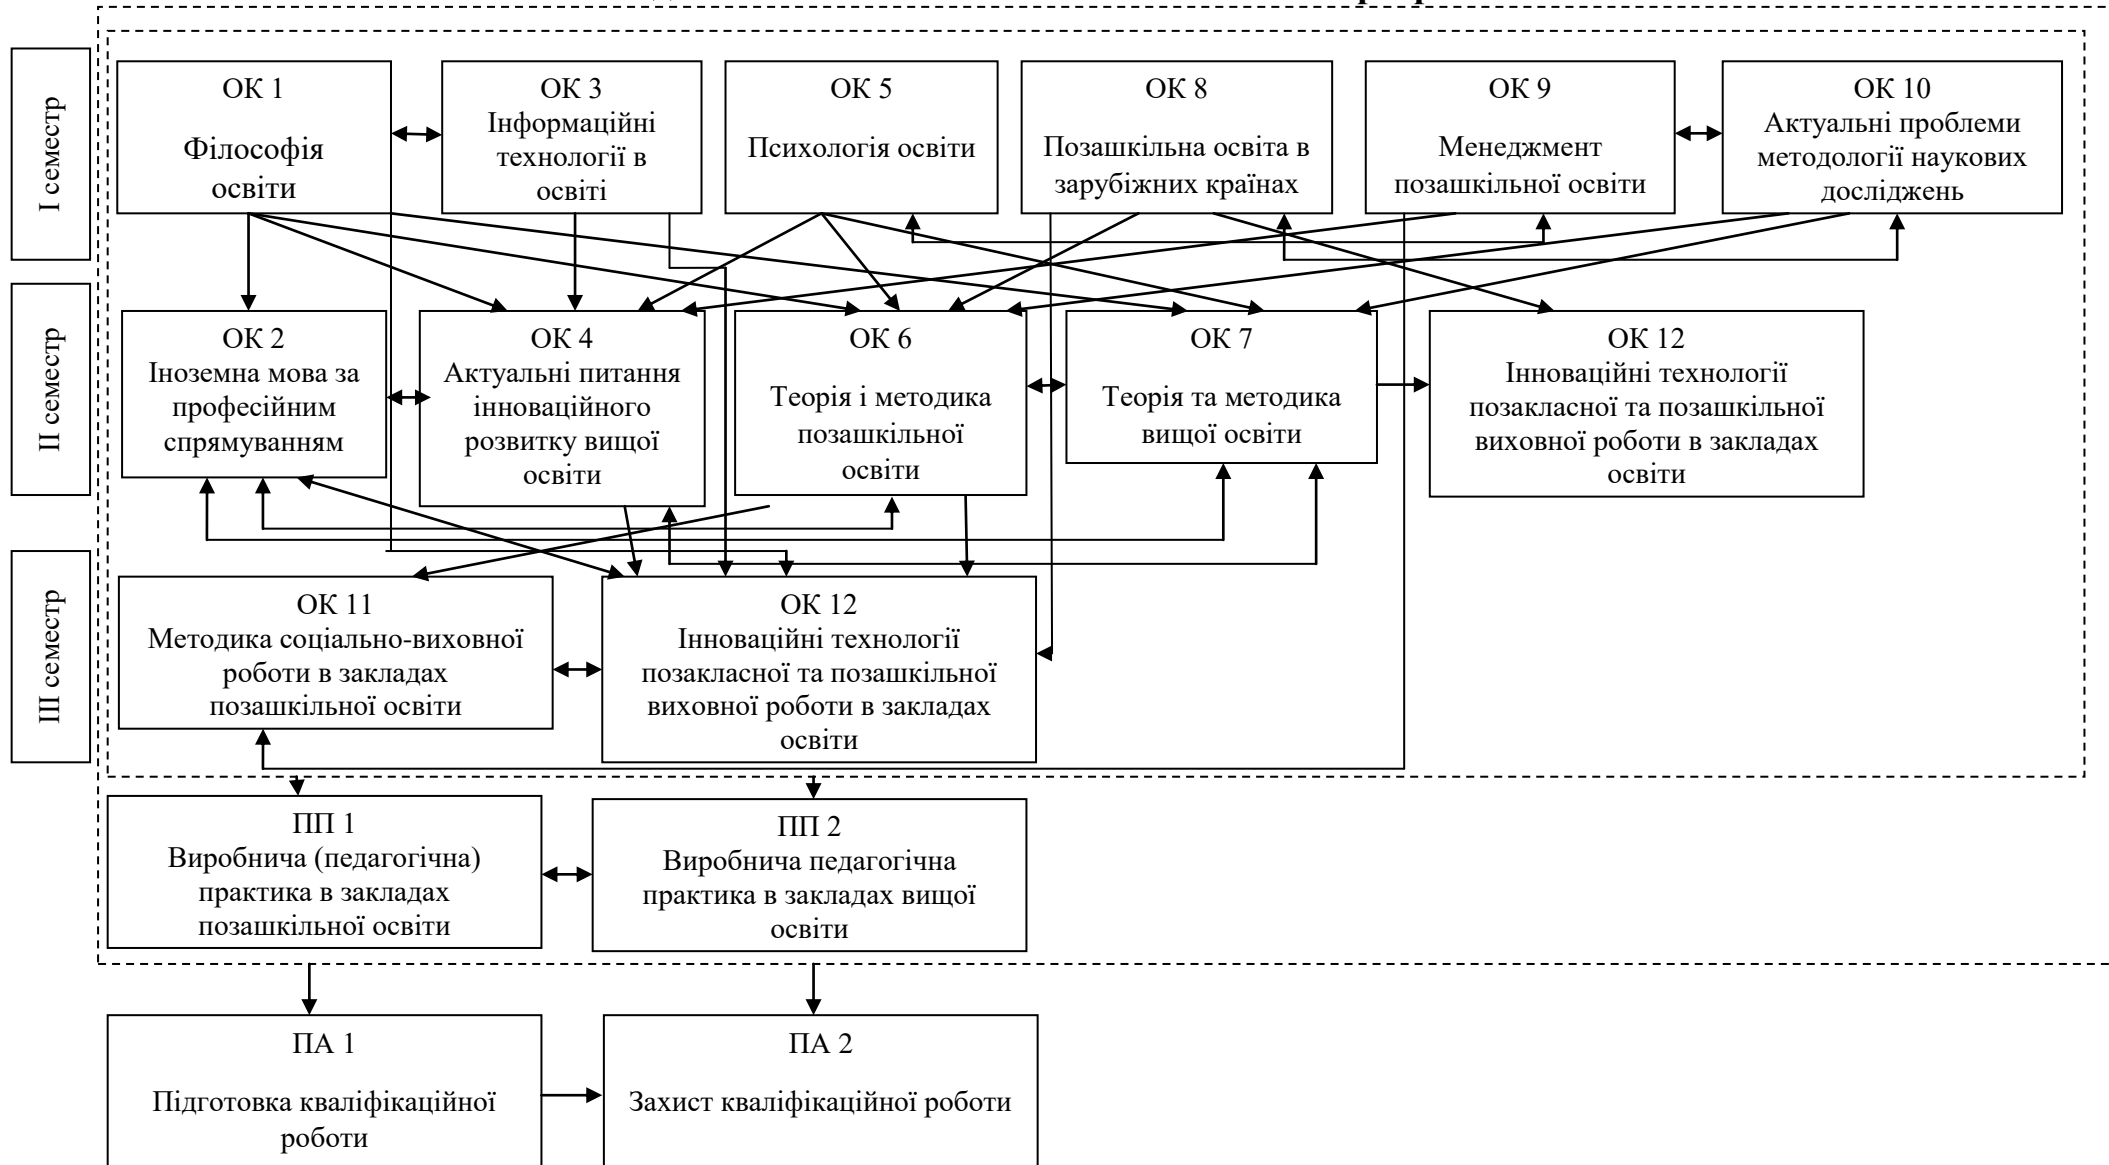 І семестр
ОК 1
Філософія
освіти
ОК 3
Інформаційні
технології в
освіті
ОК 5
Психологія освіти
ОК 8
Позашкільна освіта в
зарубіжних країнах
ОК 9
Менеджмент
позашкільної освіти
ОК 10
Актуальні проблеми
методології наукових
досліджень
ІІ семестр
ОК 2
Іноземна мова за
професійним
спрямуванням
ОК 4
Актуальні питання
інноваційного
розвитку вищої
освіти
ОК 6
Теорія і методика
позашкільної
освіти
ОК 7
Теорія та методика
вищої освіти
ОК 12
Інноваційні технології
позакласної та позашкільної
виховної роботи в закладах
освіти
ІІІ семестр
ОК 11
Методика соціально-виховної
роботи в закладах
позашкільної освіти
ОК 12
Інноваційні технології
позакласної та позашкільної
виховної роботи в закладах
освіти
ПП 1
Виробнича (педагогічна)
практика в закладах
позашкільної освіти
ПП 2
Виробнича педагогічна
практика в закладах вищої
освіти
ПА 1
Підготовка кваліфікаційної
роботи
ПА 2
Захист кваліфікаційної роботи